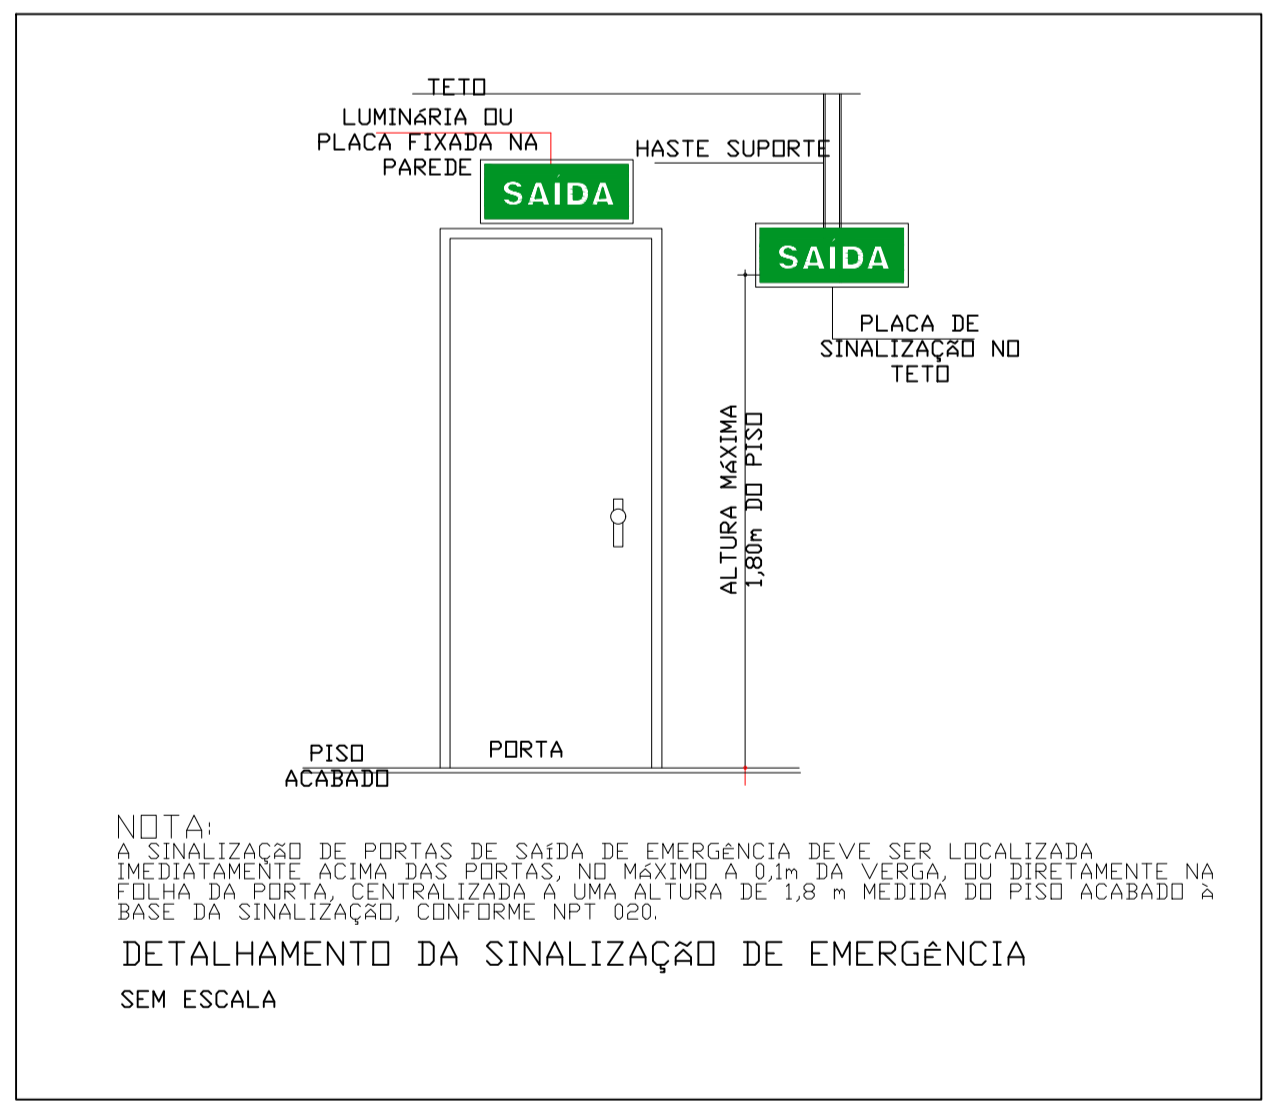 TETO
LUMINÁRIA OU
PLACA FIXADA NA
PAREDE
SAÍDA
HASTE SUPORTE
SAÍDA
PLACA DE
SINALIZAÇÃO NO
TETO
ALTURA MÁXIMA
1,80m DO PISO
PISO
ACABADO
PORTA
NOTA:
A SINALIZAÇÃO DE PORTAS DE SAÍDA DE EMERGÊNCIA DEVE SER LOCALIZADA
IMEDIATAMENTE ACIMA DAS PORTAS, NO MÁXIMO A 0,1m DA VERGA, OU DIRETAMENTE NA
FOLHA DA PORTA, CENTRALIZADA A UMA ALTURA DE 1,8 m MEDIDA DO PISO ACABADO À
BASE DA SINALIZAÇÃO, CONFORME NPT 020.
DETALHAMENTO DA SINALIZAÇÃO DE EMERGÊNCIA
SEM ESCALA